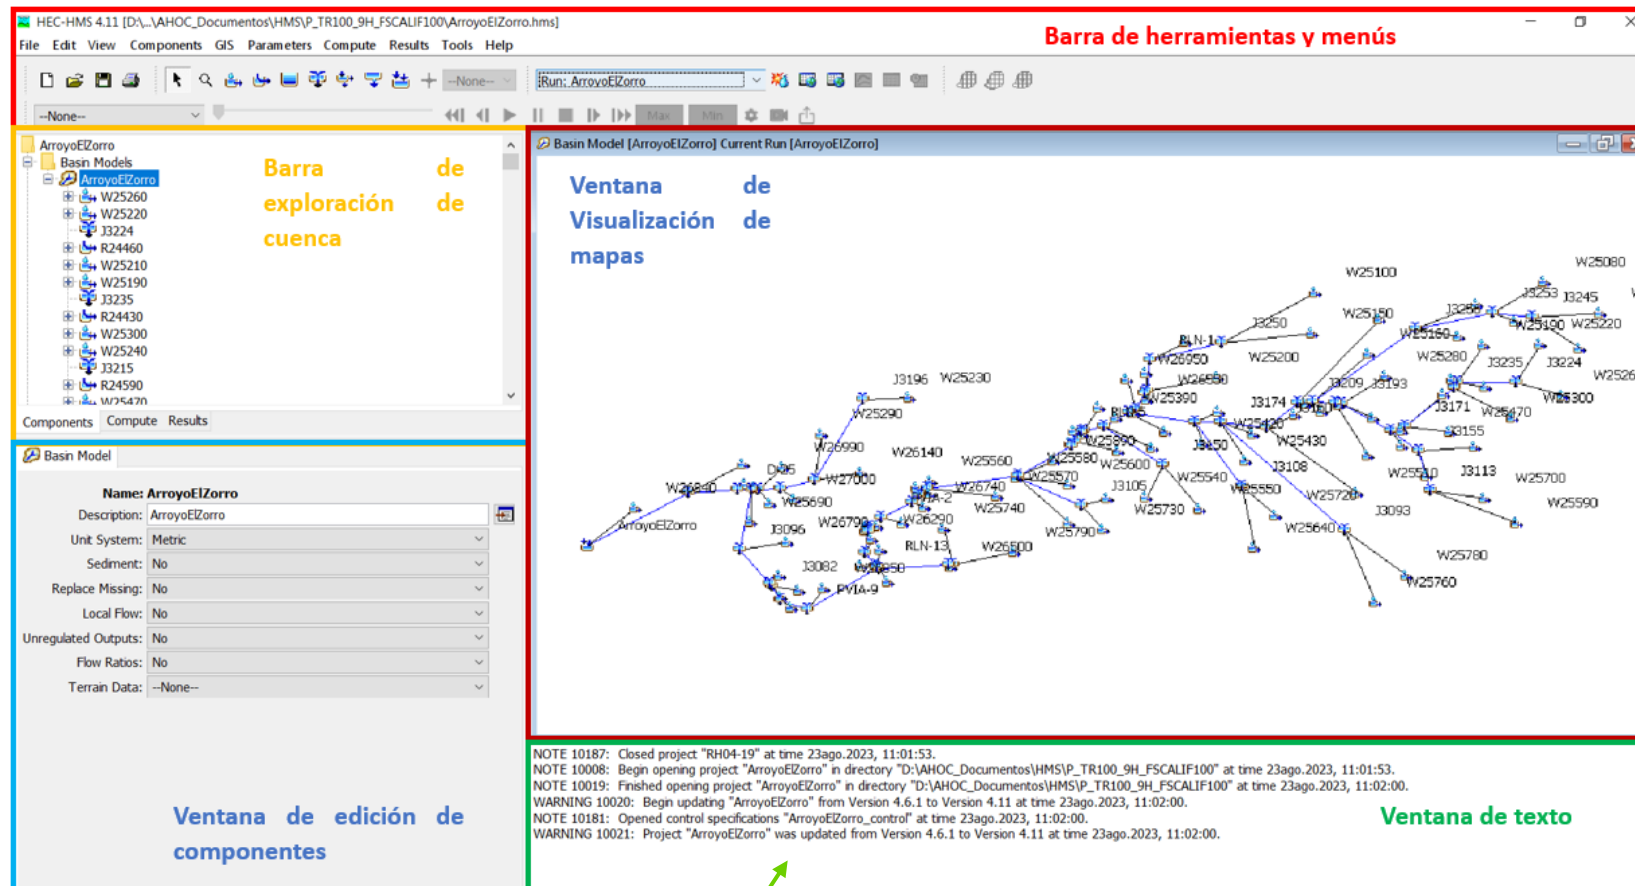 HEC-HMS 4.11 [D:\...\AHOC_Documentos\HMS\P_TR100_9H_FSCALIF100\ArroyoElZorro.hms]
File Edit View Components GIS Parameters Compute Results Tools Help
Barra de herramientas y menús
--None--
Run: ArroyoElZorro
--None--
Max
Min
ArroyoElZorro
Basin Models
ArroyoElZorro
W25260
W25220
J3224
R24460
W25210
W25190
J3235
R24430
W25300
W25240
J3215
R24590
W25470
Barra de
exploración de
cuenca
Components Compute Results
Basin Model [ArroyoElZorro] Current Run [ArroyoElZorro]
Ventana de
Visualización de
mapas
W25080
W25100
J3253 J3245
W25150
J3250
W25190 W25220
W25160
RLN-1
W26950
W25200
W25280
J3235
J3224
J3196 W25230
J3209
J3193
W25390
W25300
J3174
J3171
W25290
W25470
W25420
J3155
W25430
W26990
W26140
W25890
J3150
W25560
W25580
W25600
J3108
J3113
W27000
W25570
W25540
W25700
W26840
W26740
J3105
W25550
W25690
W25720
W25590
W25740
W25730
J3093
ArroyoElZorro
W26290
J3096
W25790
W25640
RLN-13
W26500
W25780
J3082
W25760
PVIA-9
Basin Model
Name: ArroyoElZorro
Description: ArroyoElZorro
Unit System: Metric
Sediment: No
Replace Missing: No
Local Flow: No
Unregulated Outputs: No
Flow Ratios: No
Terrain Data: --None--
Ventana de edición de
componentes
NOTE 10187: Closed project "RH04-19" at time 23ago.2023, 11:01:53.
NOTE 10008: Begin opening project "ArroyoElZorro" in directory "D:\AHOC_Documentos\HMS\P_TR100_9H_FSCALIF100" at time 23ago.2023, 11:01:53.
NOTE 10019: Finished opening project "ArroyoElZorro" in directory "D:\AHOC_Documentos\HMS\P_TR100_9H_FSCALIF100" at time 23ago.2023, 11:02:00.
WARNING 10020: Begin updating "ArroyoElZorro" from Version 4.6.1 to Version 4.11 at time 23ago.2023, 11:02:00.
NOTE 10181: Opened control specifications "ArroyoElZorro_control" at time 23ago.2023, 11:02:00.
WARNING 10021: Project "ArroyoElZorro" was updated from Version 4.6.1 to Version 4.11 at time 23ago.2023, 11:02:00.
Ventana de texto